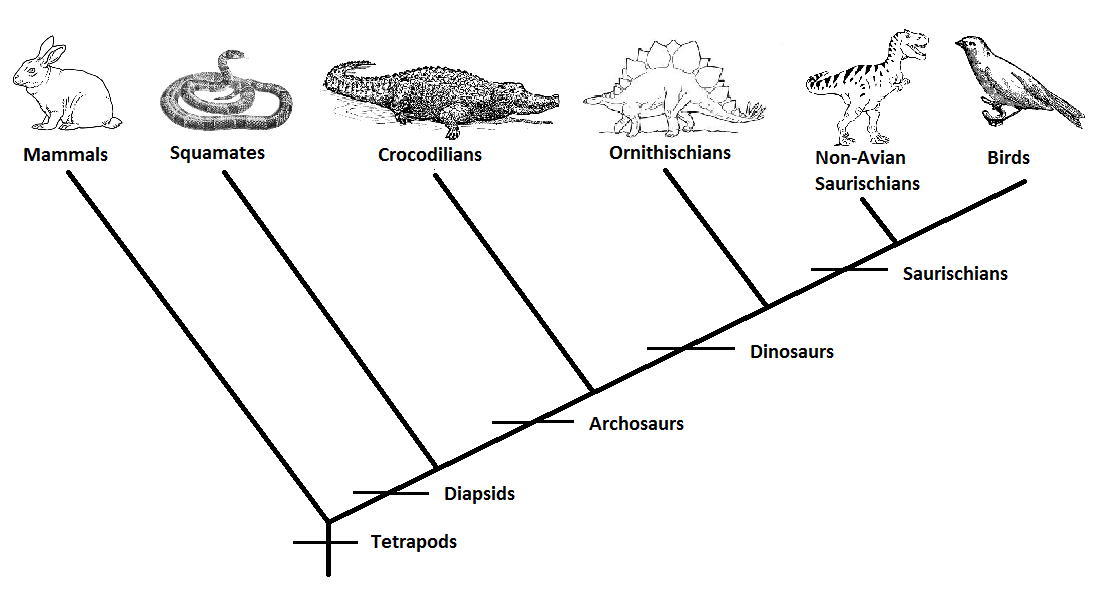 Mammals
Squamates
Crocodilians
Ornithischians
Non-Avian
Saurischians
Birds
Saurischians
Dinosaurs
Archosaurs
Diapsids
Tetrapods